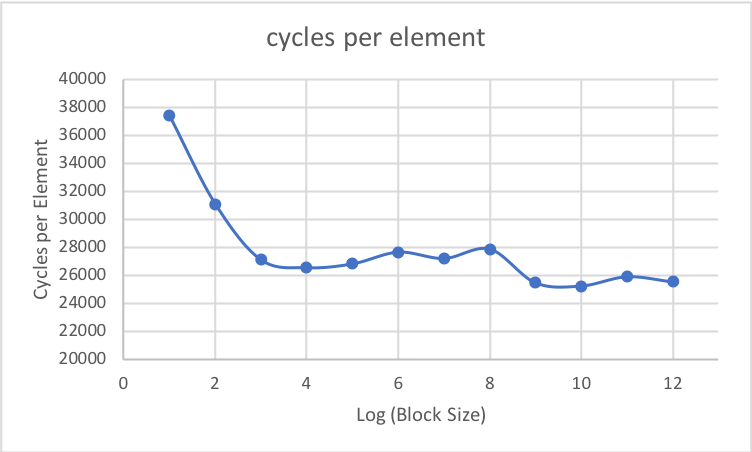 cycles per element
40000
38000
36000
34000
32000
30000
28000
26000
24000
22000
20000
Cycles per Element
0 2 4 6 8 10 12
Log (Block Size)